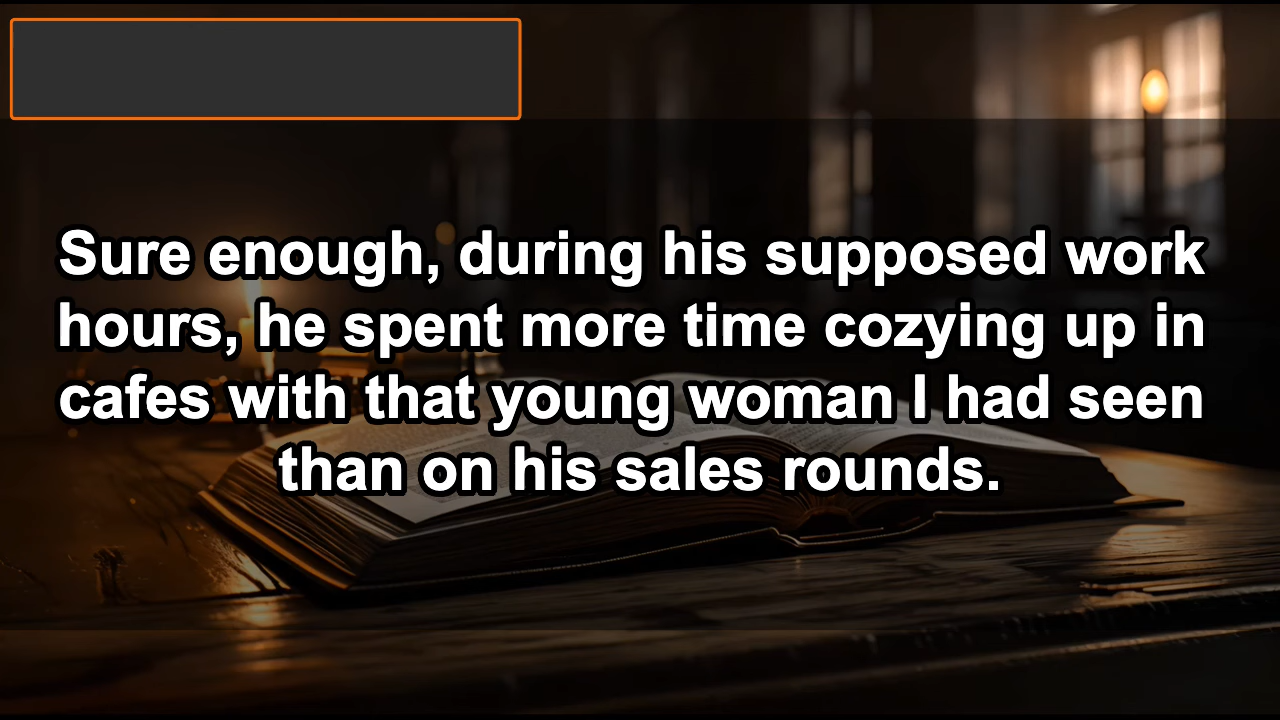 Sure enough, during his supposed work
hours, he spent more time cozying up in
cafes with that young woman I had seen
than on his sales rounds.